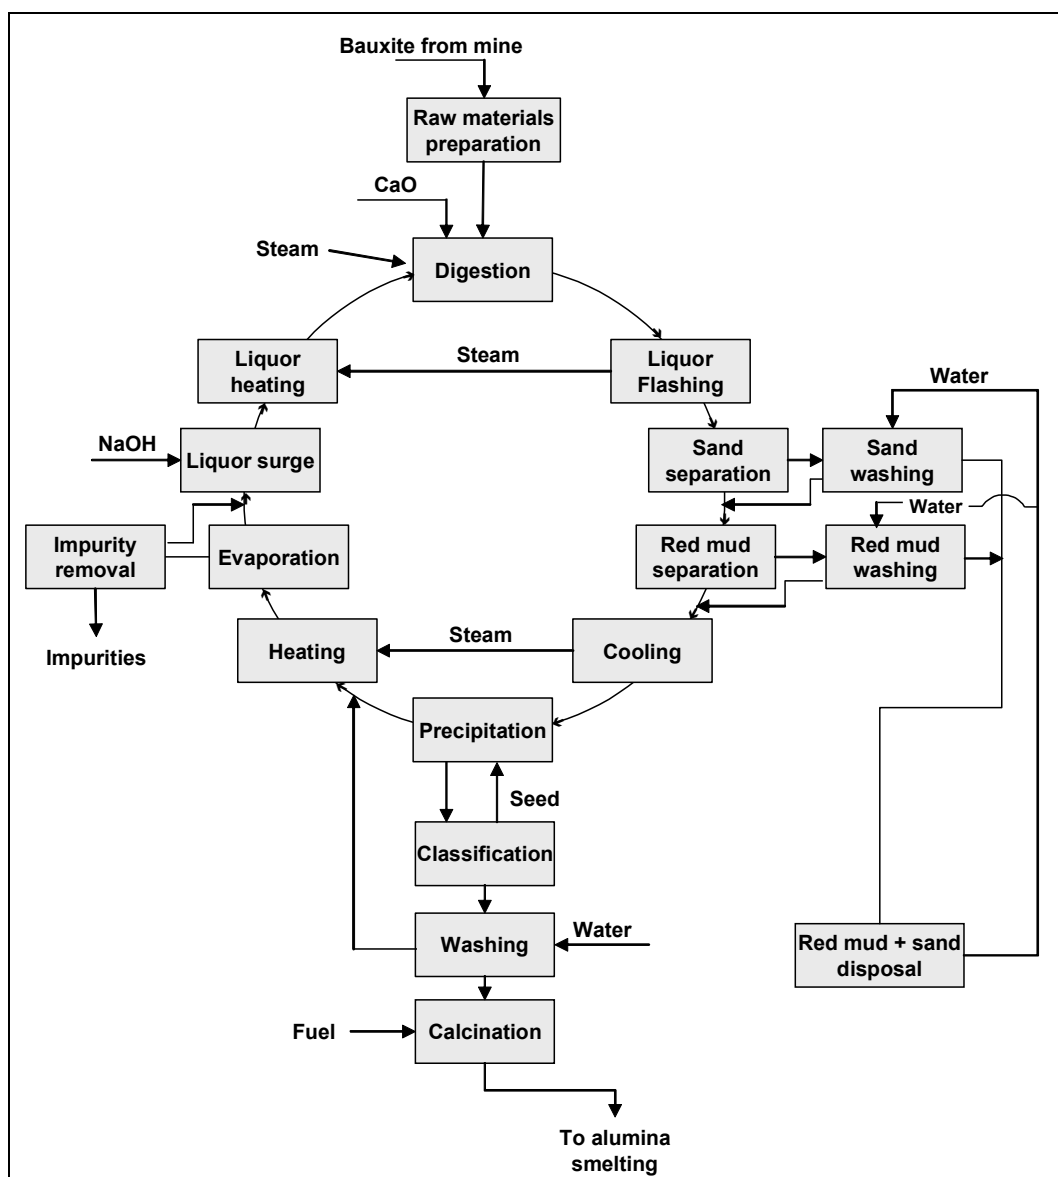 Bauxite from mine
Raw materials
preparation
CaO
Steam
Digestion
Liquor
heating
Steam
Liquor
Flashing
Water
NaOH
Liquor surge
Sand
separation
Sand
washing
Water
Impurity
removal
Evaporation
Red mud
separation
Red mud
washing
Impurities
Heating
Steam
Cooling
Precipitation
Seed
Classification
Washing
Water
Red mud + sand
disposal
Fuel
Calcination
To alumina
smelting